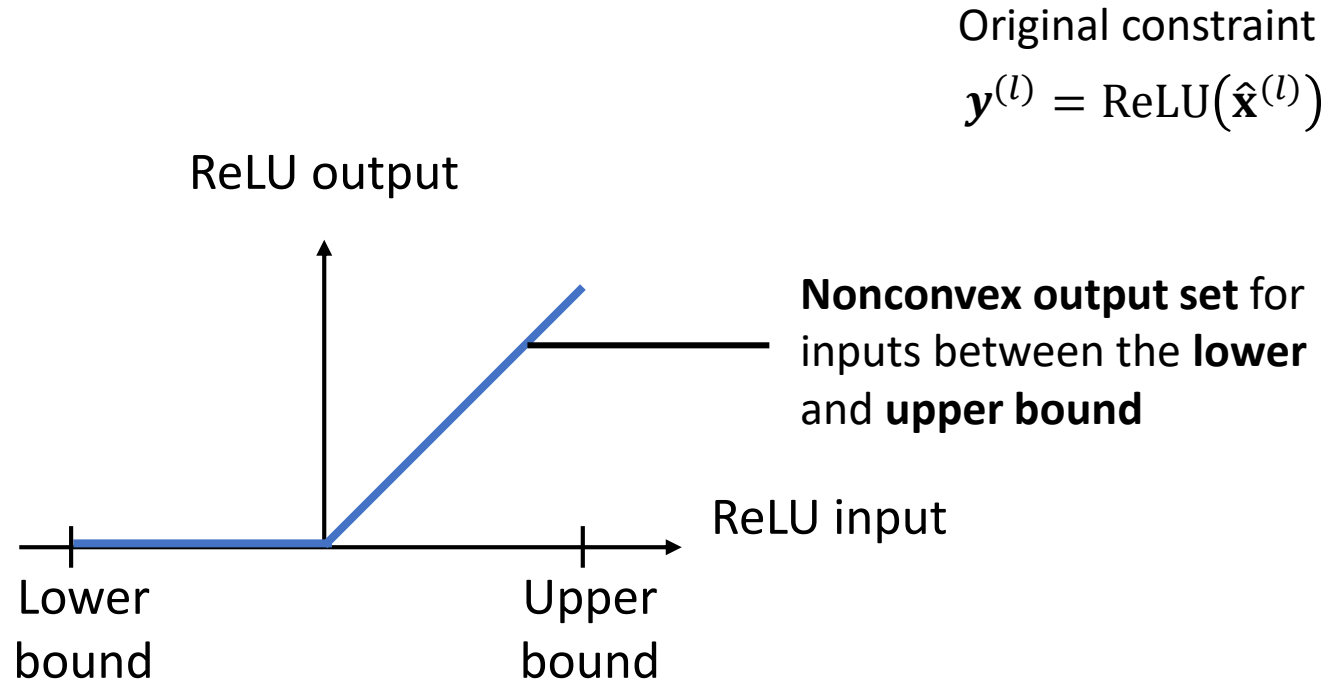 Original constraint
𝒚^{(l)} = ReLU(𝐱̂^{(l)})
ReLU output
Nonconvex output set for
inputs between the lower
and upper bound
ReLU input
Lower
bound
Upper
bound